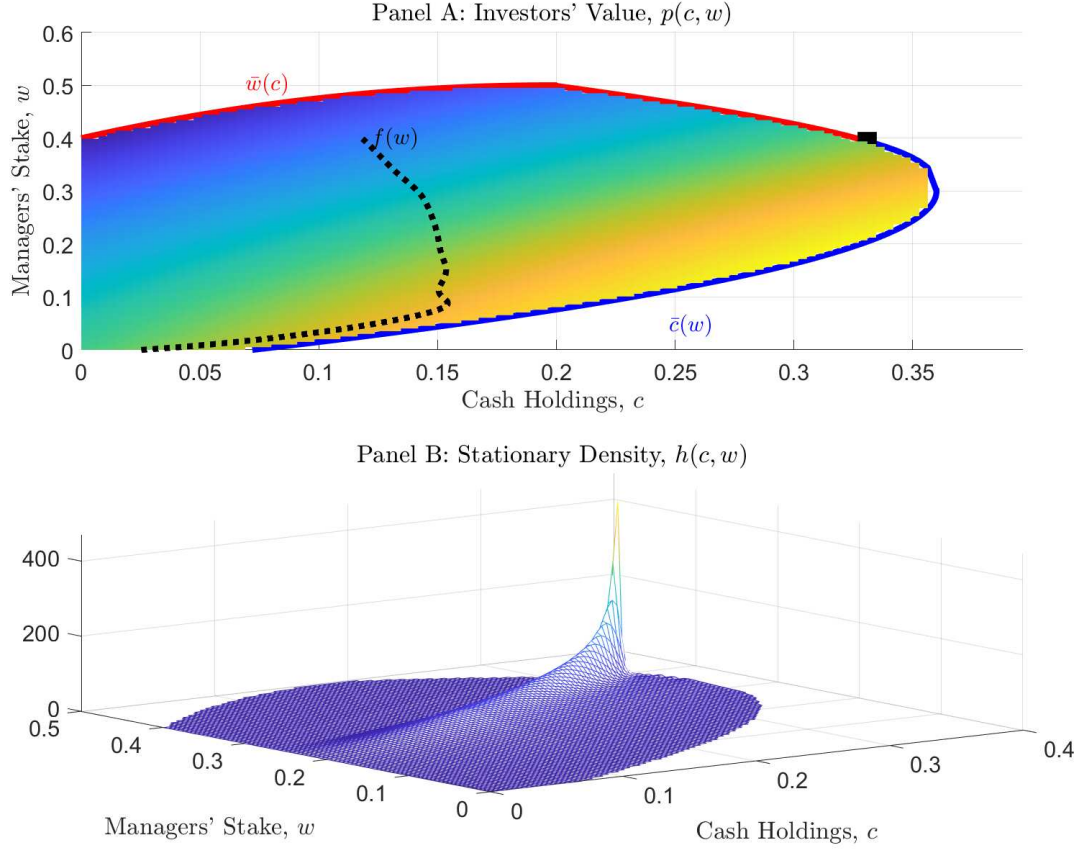 Panel A: Investors' Value, p(c, w)
0.6
0.5
0.4
0.3
0.2
0.1
0
Managers' Stake, w
w̄(c)
f(w)
c̄(w)
0 0.05 0.1 0.15 0.2 0.25 0.3 0.35
Cash Holdings, c
Panel B: Stationary Density, h(c, w)
400
200
0
0.5
0.4
0.3
0.2
0.1
0
0
0.1
0.2
0.3
0.4
Managers' Stake, w
Cash Holdings, c